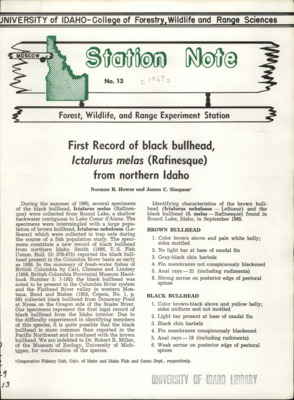 UNIVERSITY OF IDAHO-College of Forestry, Wildlife and Range Sciences
MOSCOW
Station Note
No. 13
Forest, Wildlife, and Range Experiment Station
First Record of black bullhead,
Ictalurus melas (Rafinesque)
from northern Idaho
Norman R. Howse and James C. Simpson¹
During the summer of 1965, several specimens
of the black bullhead, Ictalurus melas (Rafin-
esque) were collected from Round Lake, a shallow
backwater contiguous to Lake Coeur d'Alene. The
specimens were intermingled with a large popu-
lation of brown bullhead, Ictalurus nebulosus (Le-
Sueur) which were collected in trap nets during
the course of a fish population study. The spec-
imens constitute a new record of black bullhead
from northern Idaho. Smith (1896, U.S. Fish
Comm. Bull. 15: 379-431) reported the black bull-
head present in the Columbia River basin as early
as 1896. In the summary of fresh-water fishes of
British Columbia by Carl, Clemens and Lindsey
(1959, British Columbia Provincial Museum Hand-
book Number 5: 1-192) the black bullhead was
noted to be present in the Columbia River system
and the Flathead River valley in western Mon-
tana. Bond and Rehwer
98) collected black bullhead from Dunaway Pond
at Nyssa on the Oregon side of the Snake River.
Our specimens represent the first legal record of
black bullhead from the Idaho interior. Due to
the difficulty experienced in identifying members
of this species, it is quite possible that the black
bullhead is more common than reported in the
Pacific Northwest and is confused with the brown
bullhead. We are indebted to Dr. Robert R. Miller,
of the Museum of Zoology, University of Mich-
igan, for confirmation of the species.
Identifying characteristics of the brown bull-
head (Ictalurus nebulosus — LeSueur) and the
black bullhead (I. melas —Rafinesque) found in
Round Lake, Idaho, in September 1965:
BROWN BULLHEAD
1. Color brown above and pale white belly;
sides mottled
2. No light bar at base of caudal fin
3. Gray-black chin barbels
4. Fin membranes not conspicuously blackened
5. Anal rays— 21 (including rudiments)
6. Strong serrae on posterior edge of pectoral
spines
BLACK BULLHEAD
1. Color brown-black above and yellow belly;
sides uniform and not mottled
2. Light bar present at base of caudal fin
3. Black chin barbels
4. Fin membranes conspicuously blackened
5. Anal rays —19 (including rudiments)
6. Weak serrae on posterior edge of pectoral
spines
¹Cooperative Fishery Unit, Univ. of Idaho and Idaho Fish and Game Dept., respectively.
UNIVERSITY OF IDAHO LIBRARY
13